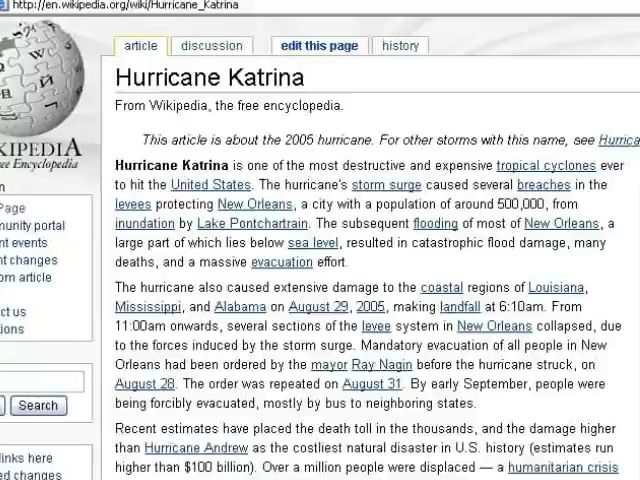 http://en.wikipedia.org/wiki/Hurricane_Katrina
article discussion edit this page history
Hurricane Katrina
From Wikipedia, the free encyclopedia.
This article is about the 2005 hurricane. For other storms with this name, see Hurrica
Hurricane Katrina is one of the most destructive and expensive tropical cyclones ever
to hit the United States. The hurricane's storm surge caused several breaches in the
levees protecting New Orleans, a city with a population of around 500,000, from
inundation by Lake Pontchartrain. The subsequent flooding of most of New Orleans, a
large part of which lies below sea level, resulted in catastrophic flood damage, many
deaths, and a massive evacuation effort.
The hurricane also caused extensive damage to the coastal regions of Louisiana,
Mississippi, and Alabama on August 29, 2005, making landfall at 6:10am. From
11:00am onwards, several sections of the levee system in New Orleans collapsed, due
to the forces induced by the storm surge. Mandatory evacuation of all people in New
Orleans had been ordered by the mayor Ray Nagin before the hurricane struck, on
August 28. The order was repeated on August 31. By early September, people were
being forcibly evacuated, mostly by bus to neighboring states.
Recent estimates have placed the death toll in the thousands, and the damage higher
than Hurricane Andrew as the costliest natural disaster in U.S. history (estimates run
higher than $100 billion). Over a million people were displaced — a humanitarian crisis
KIPEDIA
ree Encyclopedia
n
Page
munity portal
nt events
nt changes
om article
ct us
ions
Search
links here
ed changes